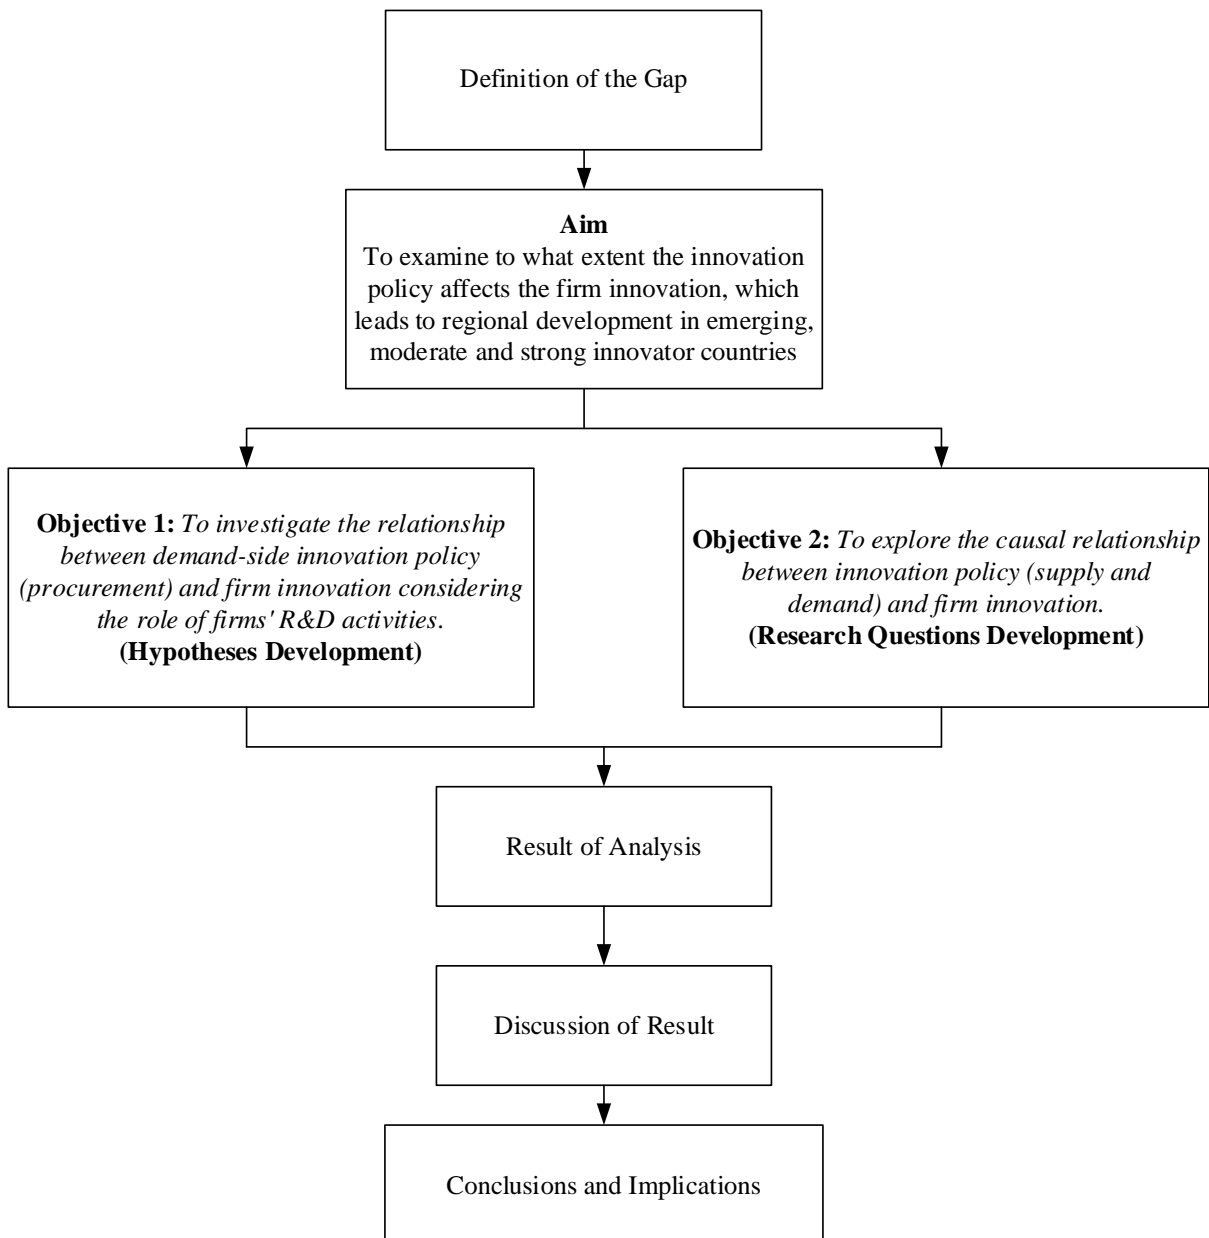 Definition of the Gap
Aim
To examine to what extent the innovation
policy affects the firm innovation, which
leads to regional development in emerging,
moderate and strong innovator countries
Objective 1: To investigate the relationship
between demand-side innovation policy
(procurement) and firm innovation considering
the role of firms' R&D activities.
(Hypotheses Development)
Objective 2: To explore the causal relationship
between innovation policy (supply and
demand) and firm innovation.
(Research Questions Development)
Result of Analysis
Discussion of Result
Conclusions and Implications